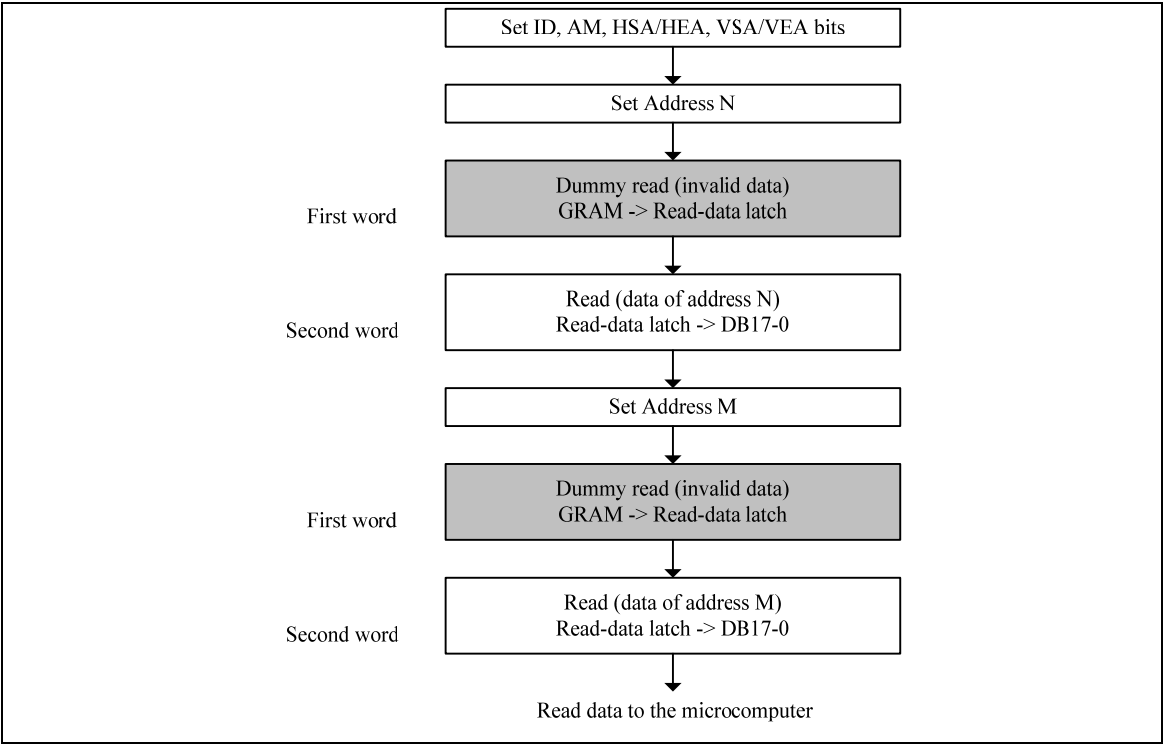 Set ID, AM, HSA/HEA, VSA/VEA bits
Set Address N
Dummy read (invalid data)
GRAM -> Read-data latch
First word
Read (data of address N)
Read-data latch -> DB17-0
Second word
Set Address M
Dummy read (invalid data)
GRAM -> Read-data latch
First word
Read (data of address M)
Read-data latch -> DB17-0
Second word
Read data to the microcomputer